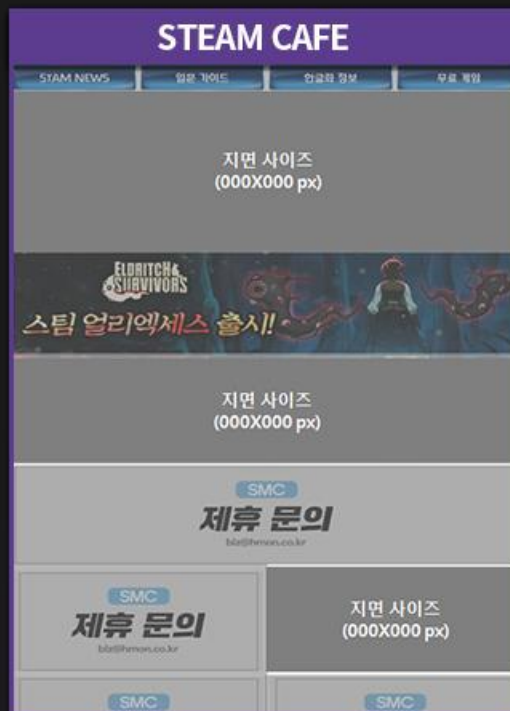 STEAM CAFE
STAM NEWS 입문 가이드 한글화 정보 무료 게임
지면 사이즈
(000X000 px)
ELDRITCH &
SURVIVORS
스팀 얼리엑세스 출시!
지면 사이즈
(000X000 px)
SMC
제휴 문의
biz@hmon.co.kr
SMC
제휴 문의
biz@hmon.co.kr
지면 사이즈
(000X000 px)
SMC
SMC